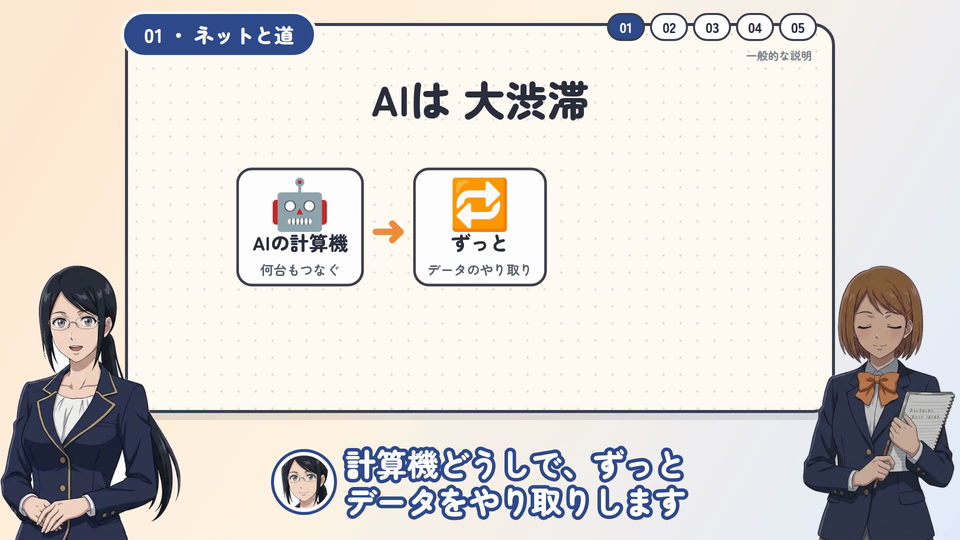 01 ・ ネットと道
01 02 03 04 05
一般的な説明
AIは 大渋滞
AIの計算機
何台もつなぐ
ずっと
データのやり取り
計算機どうしで、ずっと
データをやり取りします